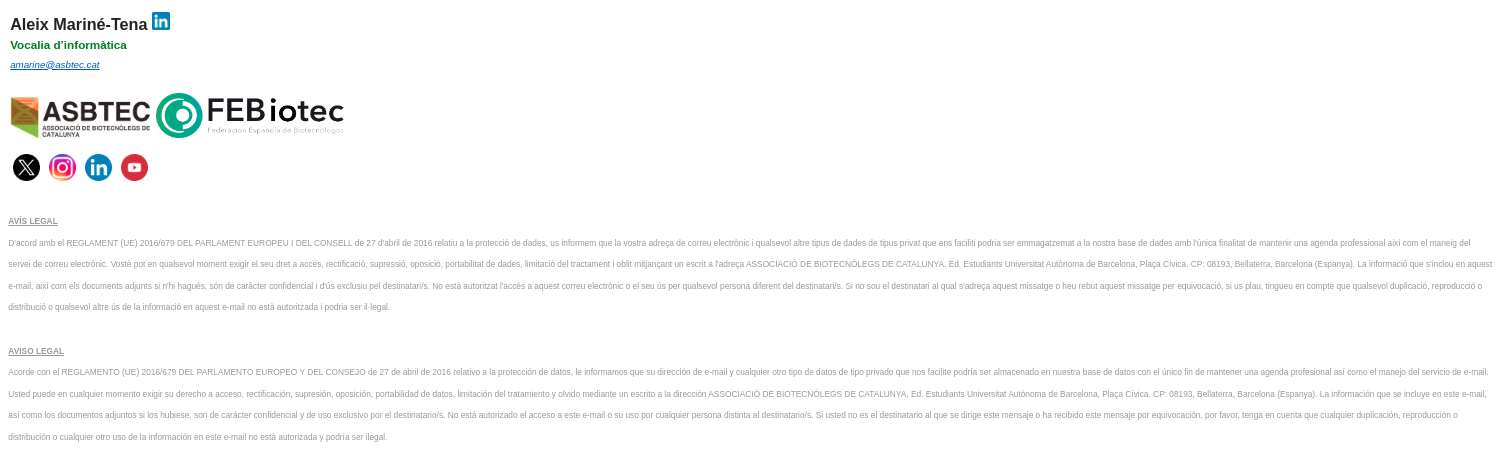 Aleix Mariné-Tena
Vocalia d'informàtica
amarine@asbtec.cat
ASBTEC
ASSOCIACIÓ DE BIOTECNÒLEGS DE
CATALUNYA
FEBiotec
Federación Española de Biotecnólogos
AVÍS LEGAL
D'acord amb el REGLAMENT (UE) 2016/679 DEL PARLAMENT EUROPEU I DEL CONSELL de 27 d'abril de 2016 relatiu a la protecció de dades, us informem que la vostra adreça de correu electrònic i qualsevol altre tipus de dades de tipus privat que ens faciliti podria ser emmagatzemat a la nostra base de dades amb l'única finalitat de mantenir una agenda professional així com el maneig del
servei de correu electrònic. Vostè pot en qualsevol moment exigir el seu dret a accés, rectificació, supressió, oposició, portabilitat de dades, limitació del tractament i oblit mitjançant un escrit a l'adreça ASSOCIACIÓ DE BIOTECNÒLEGS DE CATALUNYA, Ed. Estudiants Universitat Autònoma de Barcelona, Plaça Cívica. CP: 08193, Bellaterra, Barcelona (Espanya). La informació que s'inclou en aquest
e-mail, així com els documents adjunts si n'hi hagués, són de caràcter confidencial i d'ús exclusiu pel destinatari/s. No està autoritzat l'accés a aquest correu electrònic o el seu ús per qualsevol persona diferent del destinatari/s. Si no sou el destinatari al qual s'adreça aquest missatge o heu rebut aquest missatge per equivocació, si us plau, tingueu en compte que qualsevol duplicació, reproducció o
distribució o qualsevol altre ús de la informació en aquest e-mail no està autoritzada i podria ser il·legal.
AVISO LEGAL
Acorde con el REGLAMENTO (UE) 2016/679 DEL PARLAMENTO EUROPEO Y DEL CONSEJO de 27 de abril de 2016 relativo a la protección de datos, le informamos que su dirección de e-mail y cualquier otro tipo de datos de tipo privado que nos facilite podría ser almacenado en nuestra base de datos con el único fin de mantener una agenda profesional así como el manejo del servicio de e-mail.
Usted puede en cualquier momento exigir su derecho a acceso, rectificación, supresión, oposición, portabilidad de datos, limitación del tratamiento y olvido mediante un escrito a la dirección ASSOCIACIÓ DE BIOTECNÒLEGS DE CATALUNYA, Ed. Estudiants Universitat Autònoma de Barcelona, Plaça Cívica. CP: 08193, Bellaterra, Barcelona (Espanya). La información que se incluye en este e-mail,
así como los documentos adjuntos si los hubiese, son de carácter confidencial y de uso exclusivo por el destinatario/s. No está autorizado el acceso a este e-mail o su uso por cualquier persona distinta al destinatario/s. Si usted no es el destinatario al que se dirige este mensaje o ha recibido este mensaje por equivocación, por favor, tenga en cuenta que cualquier duplicación, reproducción o
distribución o cualquier otro uso de la información en este e-mail no está autorizada y podría ser ilegal.